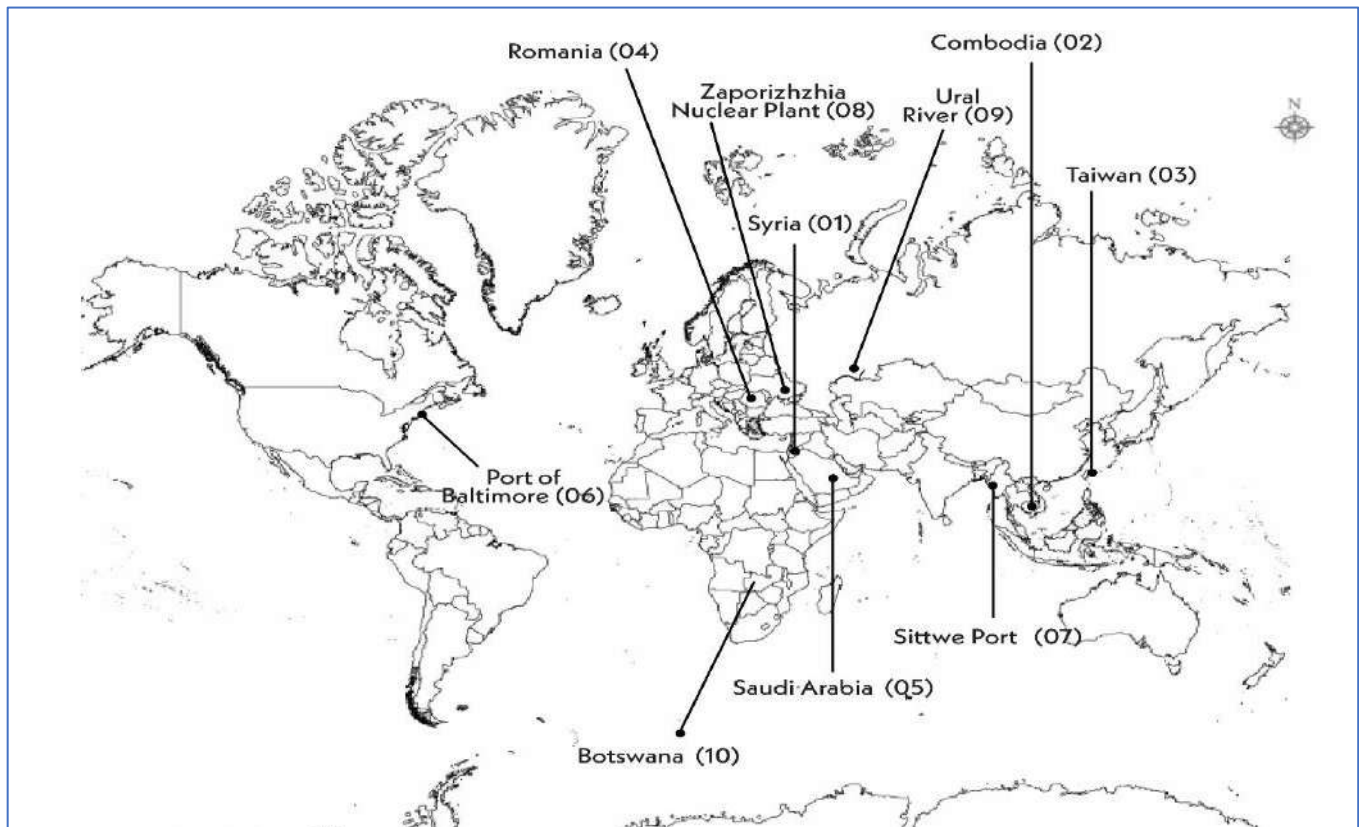 Romania (04)
Combodia (02)
Zaporizhzhia
Nuclear Plant (08)
Ural
River (09)
N
Taiwan (03)
Syria (01)
Port of
Baltimore (06)
Sittwe Port (07)
Saudi Arabia (05)
Botswana (10)